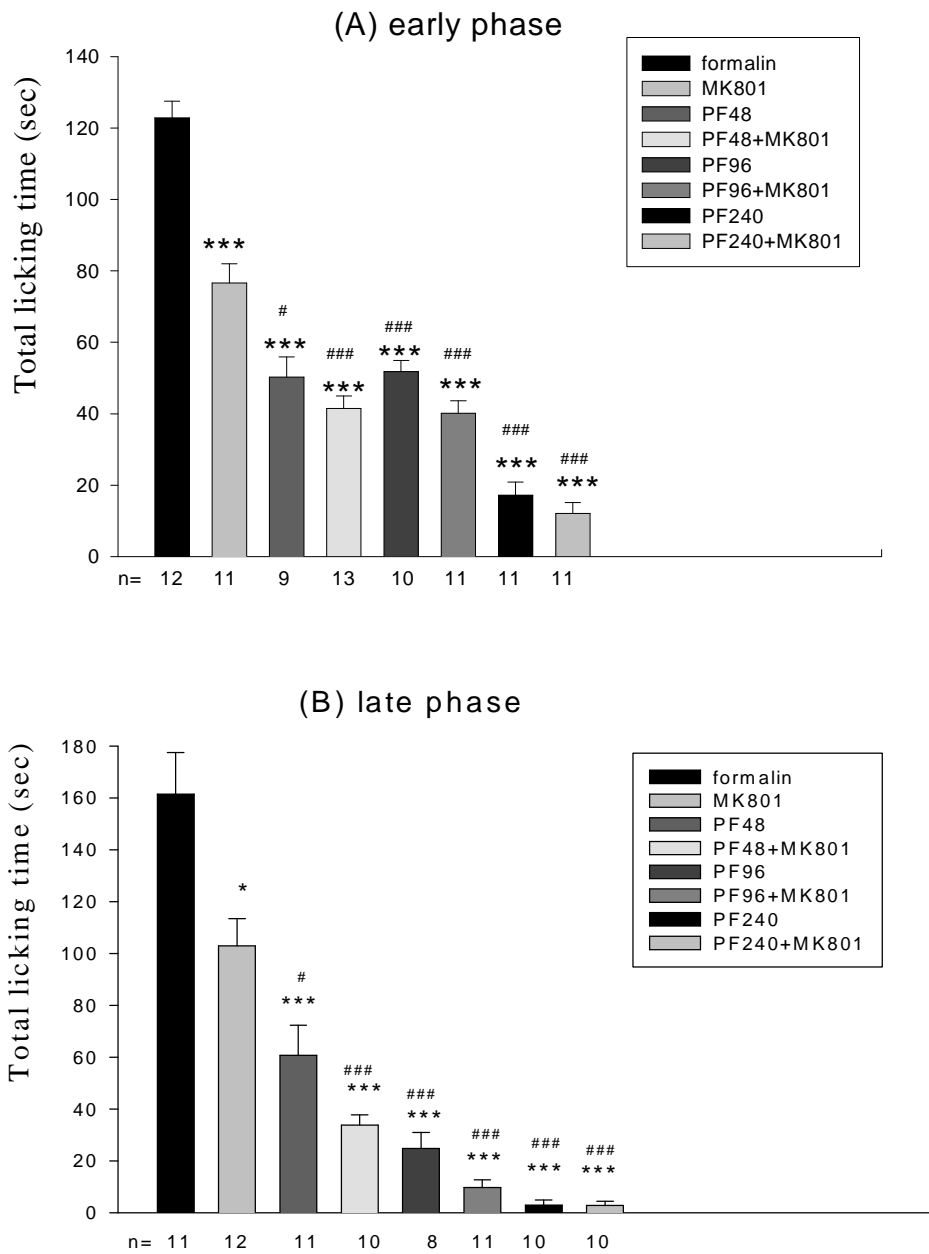 (A) early phase
Total licking time (sec)
140
120
100
80
60
40
20
0
formalin
MK801
PF48
PF48+MK801
PF96
PF96+MK801
PF240
PF240+MK801
***
#
***
###
***
###
***
###
***
###
***
###
***
n= 12 11 9 13 10 11 11 11
(B) late phase
Total licking time (sec)
180
160
140
120
100
80
60
40
20
0
formalin
MK801
PF48
PF48+MK801
PF96
PF96+MK801
PF240
PF240+MK801
*
#
***
###
***
###
***
###
***
###
***
###
***
n= 11 12 11 10 8 11 10 10